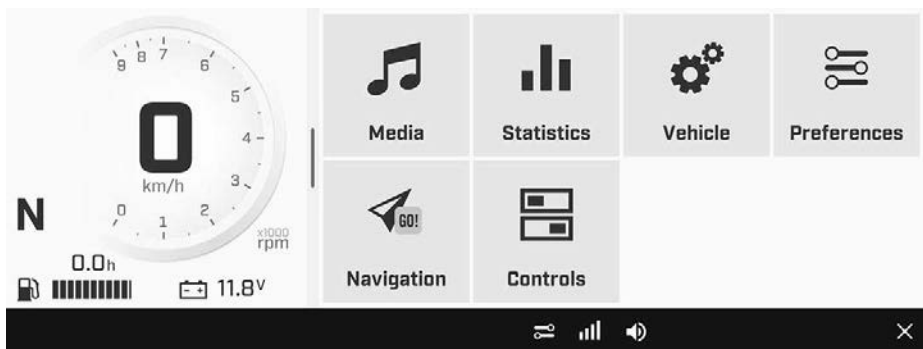 9 8 7 6
5
4
3
0 1 2
0
km/h
x1000
rpm
N
0.0h
11.8V
Media
Statistics
Vehicle
Preferences
GO!
Navigation
Controls